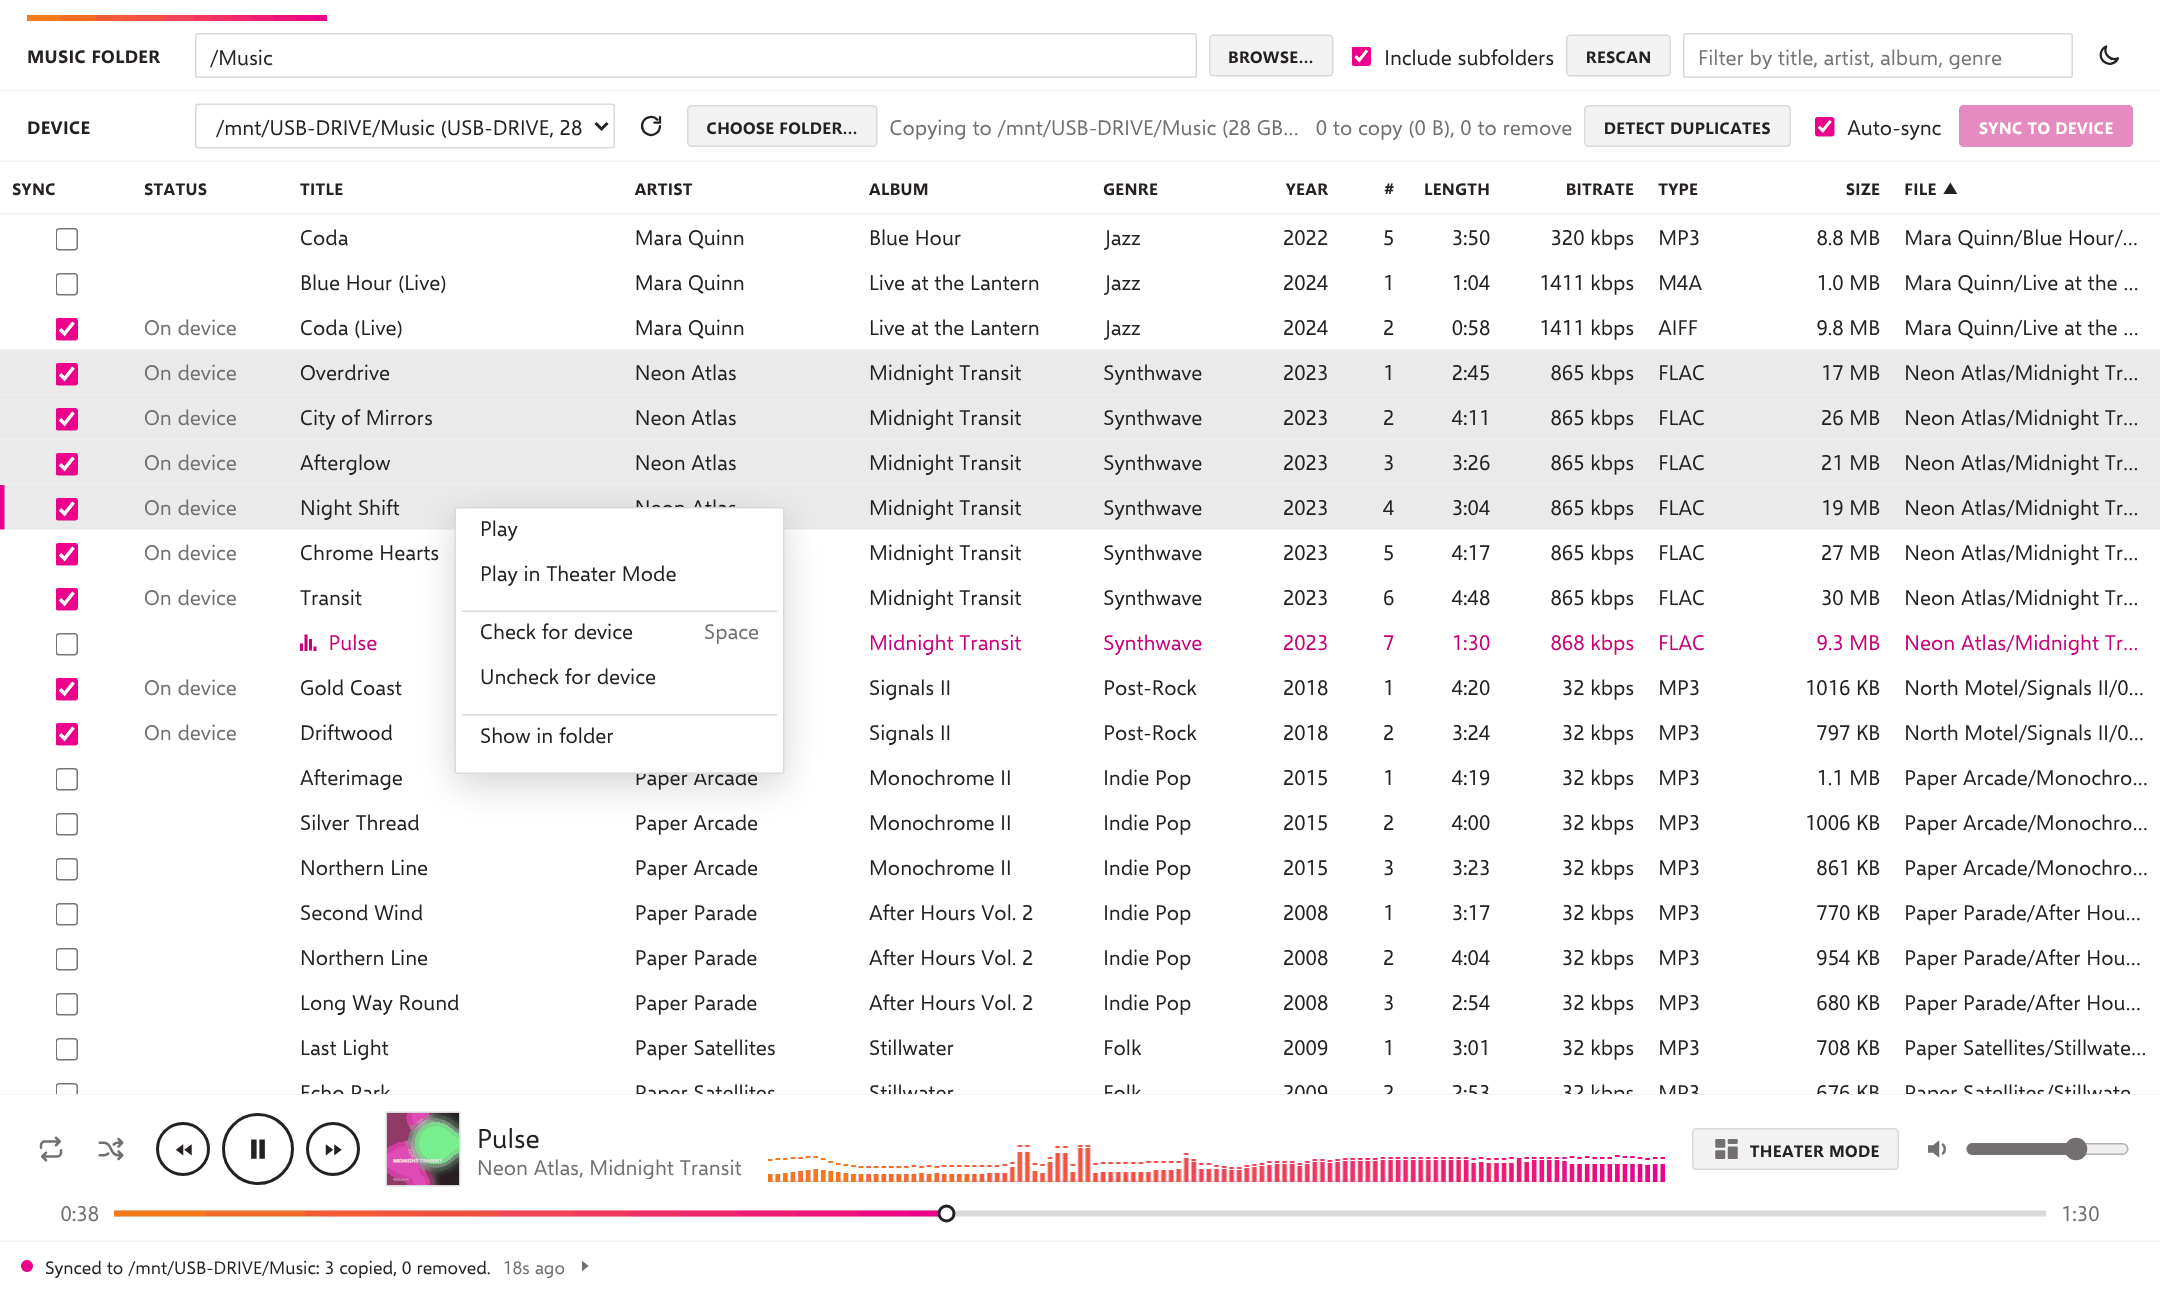 MUSIC FOLDER /Music BROWSE... Include subfolders RESCAN Filter by title, artist, album, genre
DEVICE /mnt/USB-DRIVE/Music (USB-DRIVE, 28 CHOOSE FOLDER... Copying to /mnt/USB-DRIVE/Music (28 GB... 0 to copy (0 B), 0 to remove DETECT DUPLICATES Auto-sync SYNC TO DEVICE
SYNC STATUS TITLE ARTIST ALBUM GENRE YEAR # LENGTH BITRATE TYPE SIZE FILE ▲
Coda Mara Quinn Blue Hour Jazz 2022 5 3:50 320 kbps MP3 8.8 MB Mara Quinn/Blue Hour/...
Blue Hour (Live) Mara Quinn Live at the Lantern Jazz 2024 1 1:04 1411 kbps M4A 1.0 MB Mara Quinn/Live at the ...
On device Coda (Live) Mara Quinn Live at the Lantern Jazz 2024 2 0:58 1411 kbps AIFF 9.8 MB Mara Quinn/Live at the ...
On device Overdrive Neon Atlas Midnight Transit Synthwave 2023 1 2:45 865 kbps FLAC 17 MB Neon Atlas/Midnight Tr...
On device City of Mirrors Neon Atlas Midnight Transit Synthwave 2023 2 4:11 865 kbps FLAC 26 MB Neon Atlas/Midnight Tr...
On device Afterglow Neon Atlas Midnight Transit Synthwave 2023 3 3:26 865 kbps FLAC 21 MB Neon Atlas/Midnight Tr...
On device Night Shift Neon Atlas Midnight Transit Synthwave 2023 4 3:04 865 kbps FLAC 19 MB Neon Atlas/Midnight Tr...
On device Chrome Hearts Midnight Transit Synthwave 2023 5 4:17 865 kbps FLAC 27 MB Neon Atlas/Midnight Tr...
On device Transit Midnight Transit Synthwave 2023 6 4:48 865 kbps FLAC 30 MB Neon Atlas/Midnight Tr...
Pulse Midnight Transit Synthwave 2023 7 1:30 868 kbps FLAC 9.3 MB Neon Atlas/Midnight Tr...
On device Gold Coast Signals II Post-Rock 2018 1 4:20 32 kbps MP3 1016 KB North Motel/Signals II/0...
On device Driftwood Signals II Post-Rock 2018 2 3:24 32 kbps MP3 797 KB North Motel/Signals II/0...
Afterimage Paper Arcade Monochrome II Indie Pop 2015 1 4:19 32 kbps MP3 1.1 MB Paper Arcade/Monochro...
Silver Thread Paper Arcade Monochrome II Indie Pop 2015 2 4:00 32 kbps MP3 1006 KB Paper Arcade/Monochro...
Northern Line Paper Arcade Monochrome II Indie Pop 2015 3 3:23 32 kbps MP3 861 KB Paper Arcade/Monochro...
Second Wind Paper Parade After Hours Vol. 2 Indie Pop 2008 1 3:17 32 kbps MP3 770 KB Paper Parade/After Hou...
Northern Line Paper Parade After Hours Vol. 2 Indie Pop 2008 2 4:04 32 kbps MP3 954 KB Paper Parade/After Hou...
Long Way Round Paper Parade After Hours Vol. 2 Indie Pop 2008 3 2:54 32 kbps MP3 680 KB Paper Parade/After Hou...
Last Light Paper Satellites Stillwater Folk 2009 1 3:01 32 kbps MP3 708 KB Paper Satellites/Stillwate...
Echo Park Paper Satellites Stillwater Folk 2009 2 2:53 32 kbps MP3 676 KB Paper Satellites/Stillwate...
Play
Play in Theater Mode
Check for device Space
Uncheck for device
Show in folder
MIDNIGHT TRANSIT
Pulse
Neon Atlas, Midnight Transit
THEATER MODE
0:38 1:30
Synced to /mnt/USB-DRIVE/Music: 3 copied, 0 removed. 18s ago